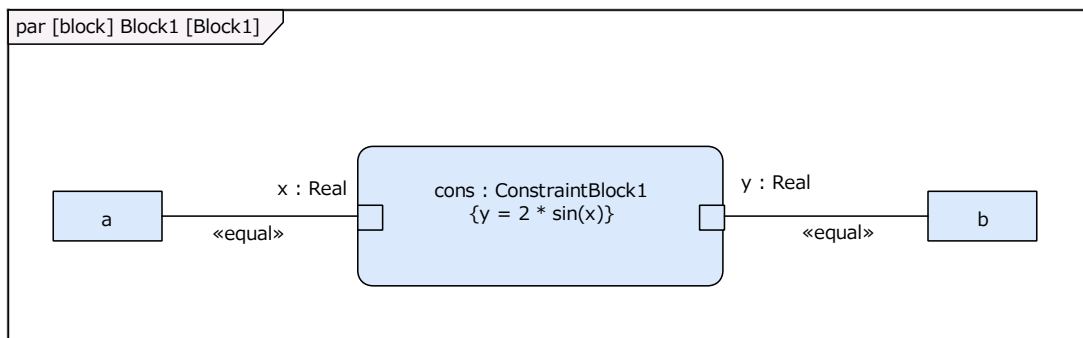 par [block] Block1 [Block1]
x : Real
cons : ConstraintBlock1
y : Real
{y = 2 * sin(x)}
a
b
«equal»
«equal»